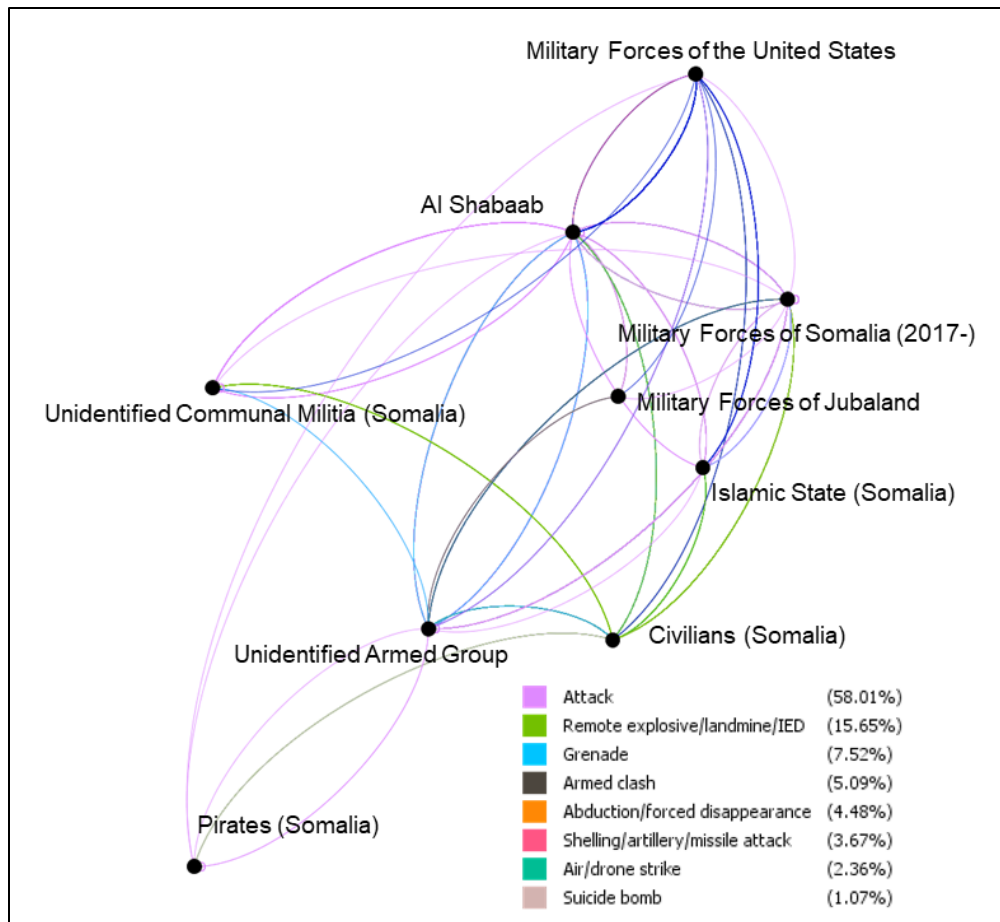 Military Forces of the United States
Al Shabaab
Military Forces of Somalia (2017-)
Unidentified Communal Militia (Somalia)
Military Forces of Jubaland
Islamic State (Somalia)
Unidentified Armed Group
Civilians (Somalia)
Pirates (Somalia)
Attack (58.01%)
Remote explosive/landmine/IED (15.65%)
Grenade (7.52%)
Armed clash (5.09%)
Abduction/forced disappearance (4.48%)
Shelling/artillery/missile attack (3.67%)
Air/drone strike (2.36%)
Suicide bomb (1.07%)